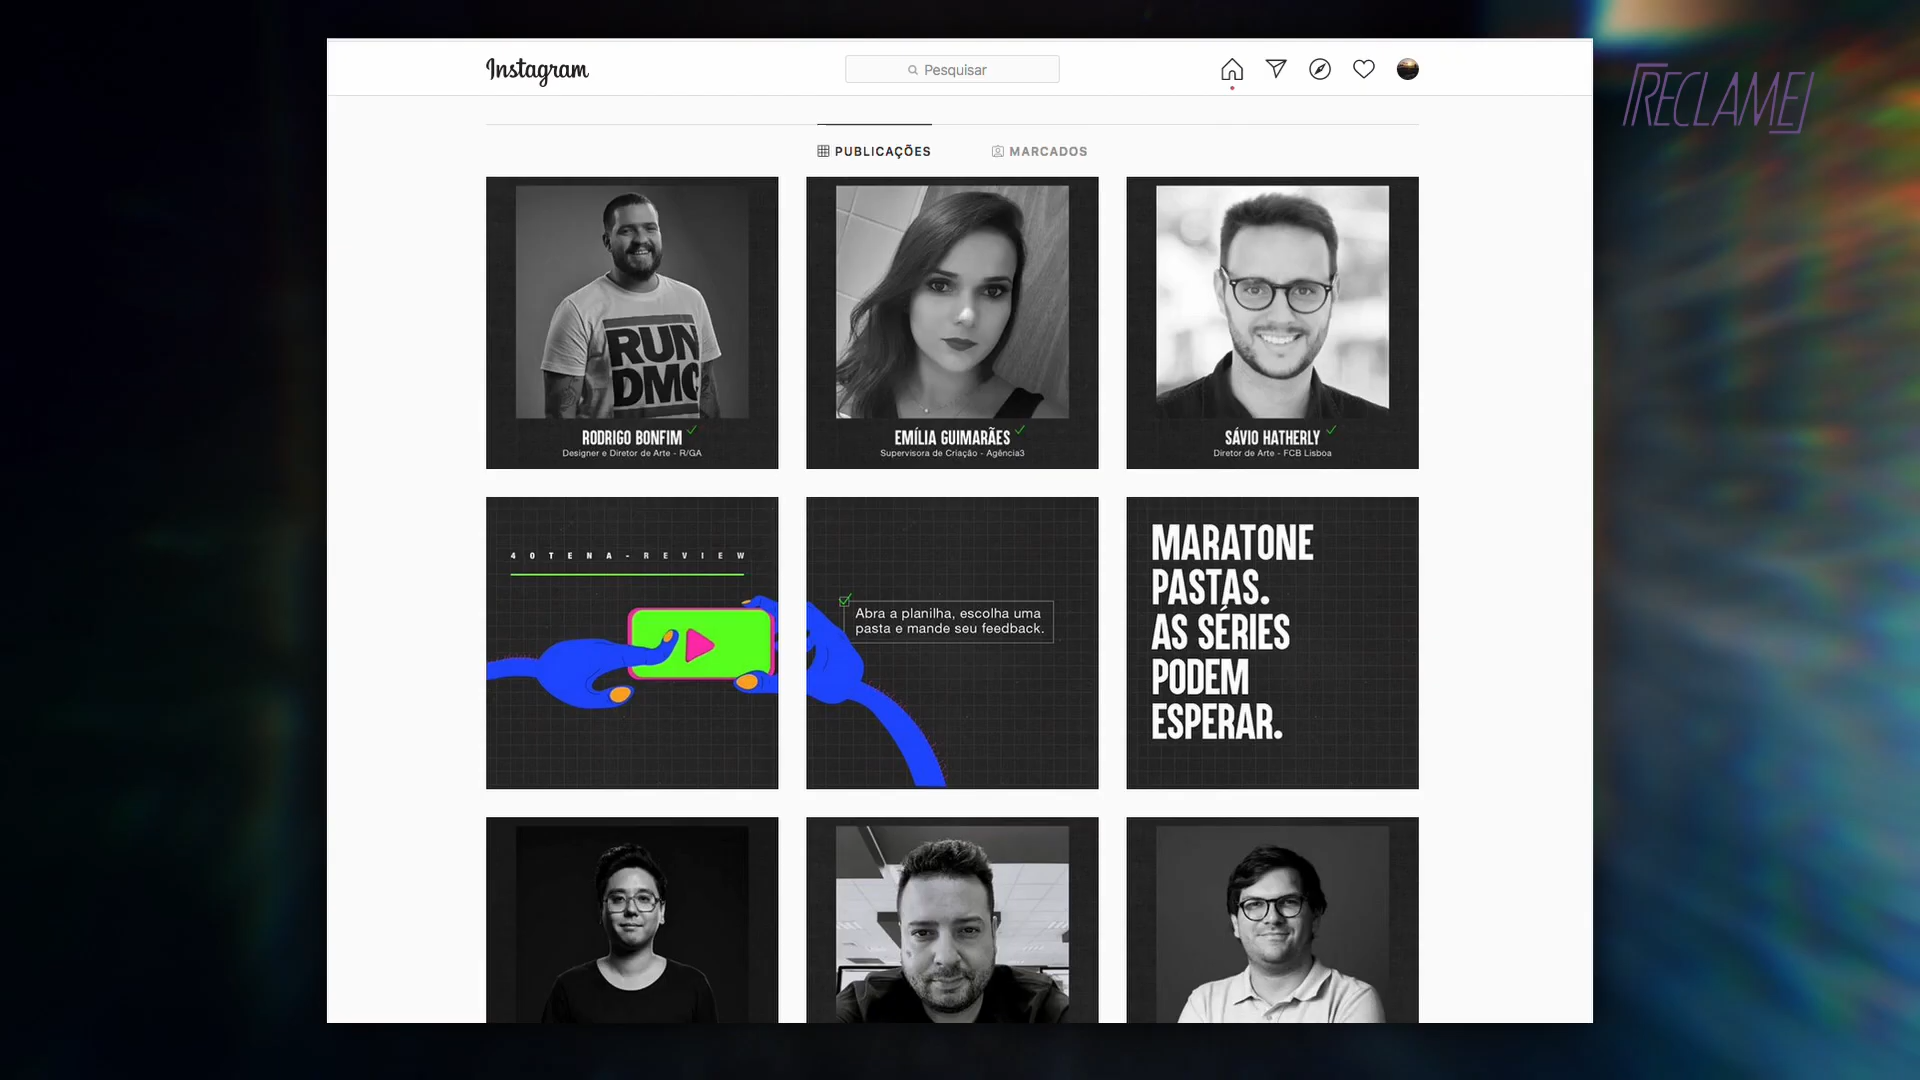 Instagram
Pesquisar
RECLAME
PUBLICAÇÕES
MARCADOS
RUN
DMC
RODRIGO BONFIM
Designer e Diretor de Arte - R/GA
EMÍLIA GUIMARÃES
Supervisora de Criação - Agência3
SÁVIO HATHERLY
Diretor de Arte - FCB Lisboa
40TENA-REVIEW
Abra a planilha, escolha uma
pasta e mande seu feedback.
MARATONE
PASTAS.
AS SÉRIES
PODEM
ESPERAR.